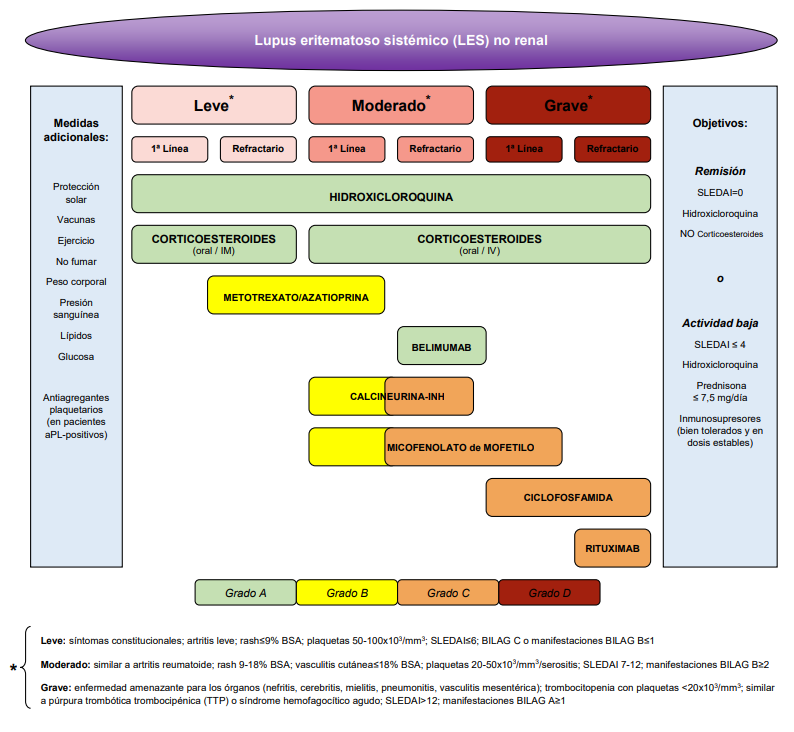 Lupus eritematoso sistémico (LES) no renal
Medidas
adicionales:
Protección
solar
Vacunas
Ejercicio
No fumar
Peso corporal
Presión
sanguínea
Lípidos
Glucosa
Antiagregantes
plaquetarios
(en pacientes
aPL-positivos)
Leve*
Moderado*
Grave*
1ª Línea
Refractario
1ª Línea
Refractario
1ª Línea
Refractario
HIDROXICLOROQUINA
CORTICOESTEROIDES
(oral / IM)
CORTICOESTEROIDES
(oral / IV)
METOTREXATO/AZATIOPRINA
BELIMUMAB
CALCINEURINA-INH
MICOFENOLATO de MOFETILO
CICLOFOSFAMIDA
RITUXIMAB
Grado A
Grado B
Grado C
Grado D
Objetivos:
Remisión
SLEDAI=0
Hidroxicloroquina
NO Corticoesteroides
o
Actividad baja
SLEDAI ≤ 4
Hidroxicloroquina
Prednisona
≤ 7,5 mg/día
Inmunosupresores
(bien tolerados y en
dosis estables)
*
Leve: síntomas constitucionales; artritis leve; rash≤9% BSA; plaquetas 50-100x10³/mm³; SLEDAI≤6; BILAG C o manifestaciones BILAG B≤1
Moderado: similar a artritis reumatoide; rash 9-18% BSA; vasculitis cutánea≤18% BSA; plaquetas 20-50x10³/mm³/serositis; SLEDAI 7-12; manifestaciones BILAG B≥2
Grave: enfermedad amenazante para los órganos (nefritis, cerebritis, mielitis, pneumonitis, vasculitis mesentérica); trombocitopenia con plaquetas <20x10³/mm³; similar
a púrpura trombótica trombocipénica (TTP) o síndrome hemofagocítico agudo; SLEDAI>12; manifestaciones BILAG A≥1